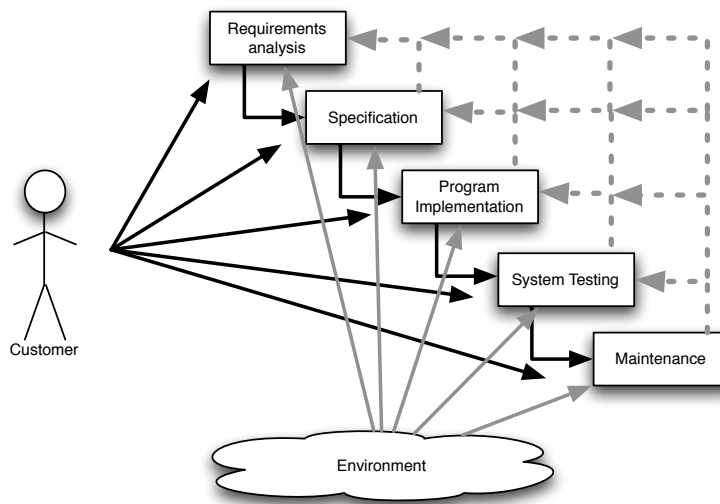 Requirements
analysis
Specification
Program
Implementation
System Testing
Customer
Maintenance
Environment